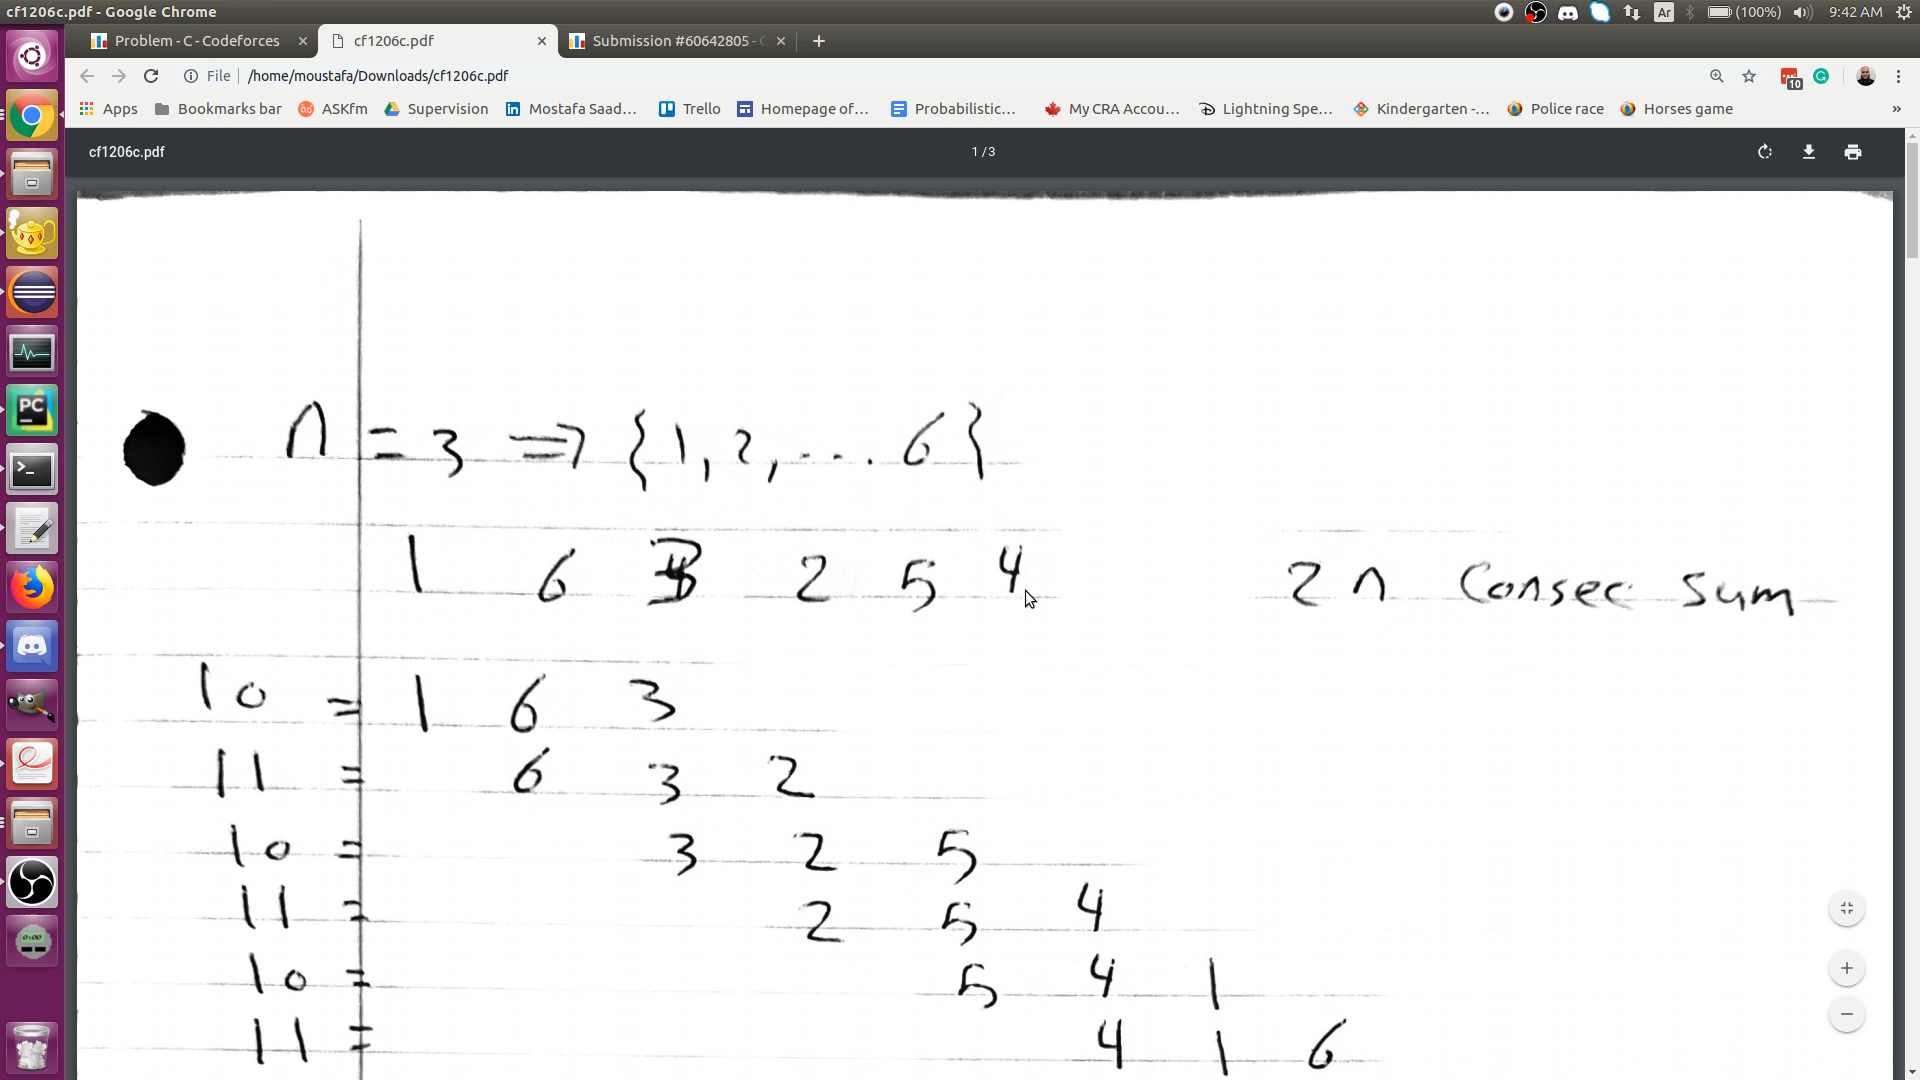 cf1206c.pdf - Google Chrome
Ar
(100%)
9:42 AM
Problem - C - Codeforces
cf1206c.pdf
Submission #60642805 -
File
/home/moustafa/Downloads/cf1206c.pdf
10
Apps
Bookmarks bar
ASKfm
Supervision
Mostafa Saad...
Trello
Homepage of...
Probabilistic...
My CRA Accou...
Lightning Spe...
Kindergarten -...
Police race
Horses game
»
cf1206c.pdf
1 / 3
PC
n = 3 => {1, 2, ... 6}
1 6 3 2 5 4
2 n Consec Sum
10 = 1 6 3
11 = 6 3 2
10 = 3 2 5
11 = 2 5 4
10 = 5 4 1
11 = 4 1 6